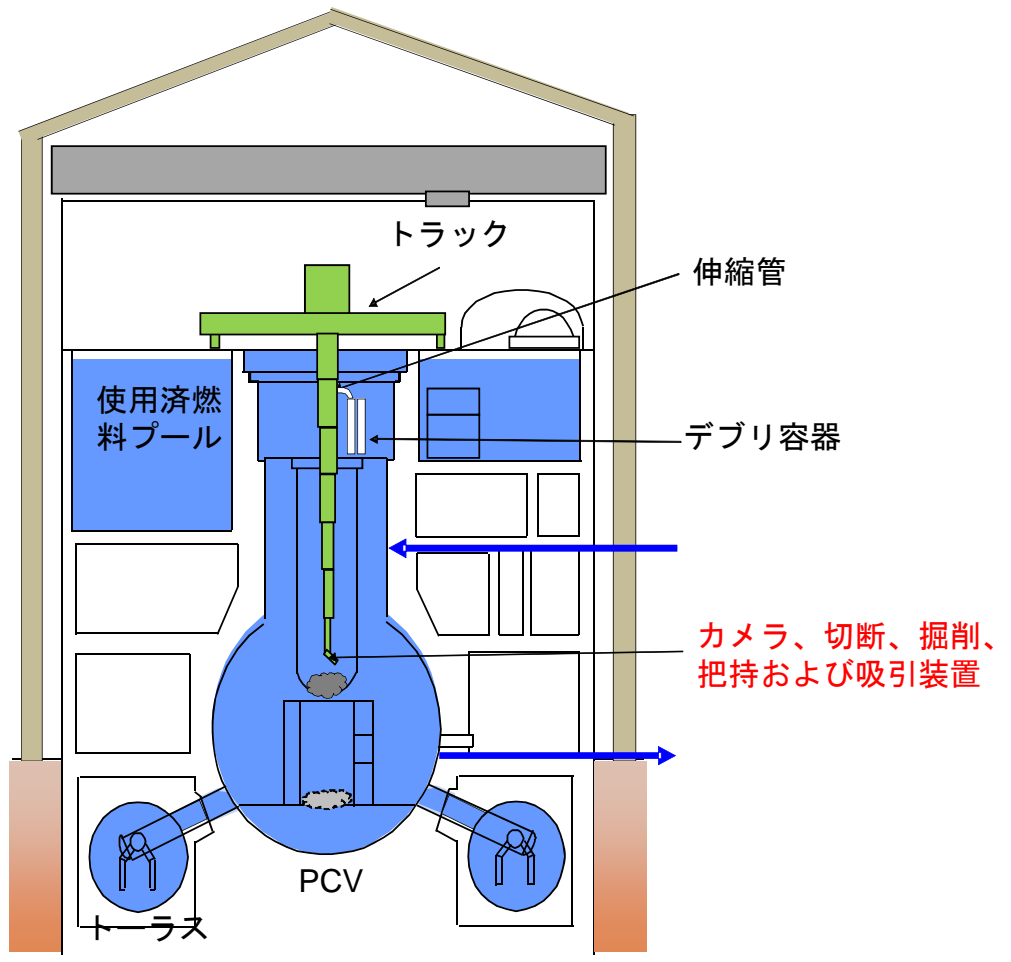 トラック
伸縮管
使用済燃
料プール
デブリ容器
カメラ、切断、掘削、
把持および吸引装置
PCV
トーラス